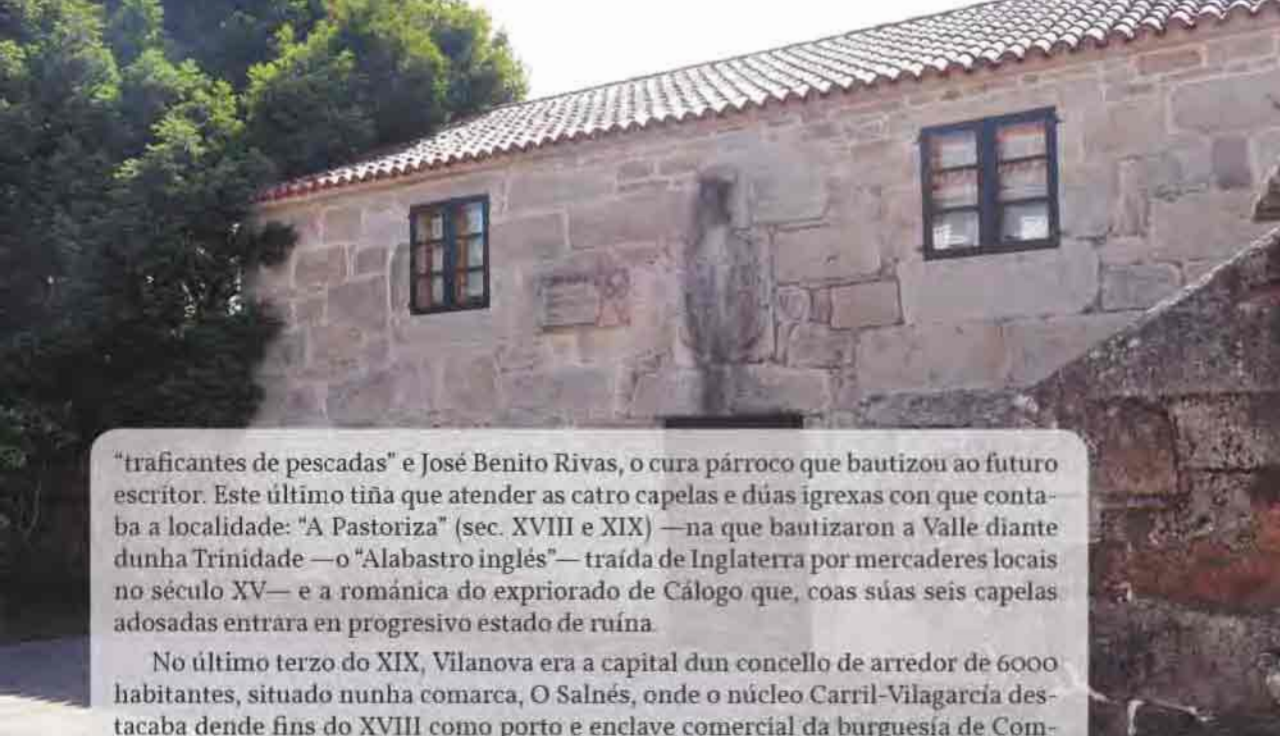 “traficantes de pescadas” e José Benito Rivas, o cura párroco que bautizou ao futuro
escritor. Este último tiña que atender as catro capelas e dúas igrexas con que conta-
ba a localidade: “A Pastoriza” (sec. XVIII e XIX) —na que bautizaron a Valle diante
dunha Trinidade —o “Alabastro inglés”— traída de Inglaterra por mercaderes locais
no século XV— e a románica do expriorado de Cálogo que, coas súas seis capelas
adosadas entrara en progresivo estado de ruína.
No último terzo do XIX, Vilanova era a capital dun concello de arredor de 6000
habitantes, situado nunha comarca, O Salnés, onde o núcleo Carril-Vilagarcía des-
tacaba dende fins do XVIII como porto e enclave comercial da burguesía de Com-